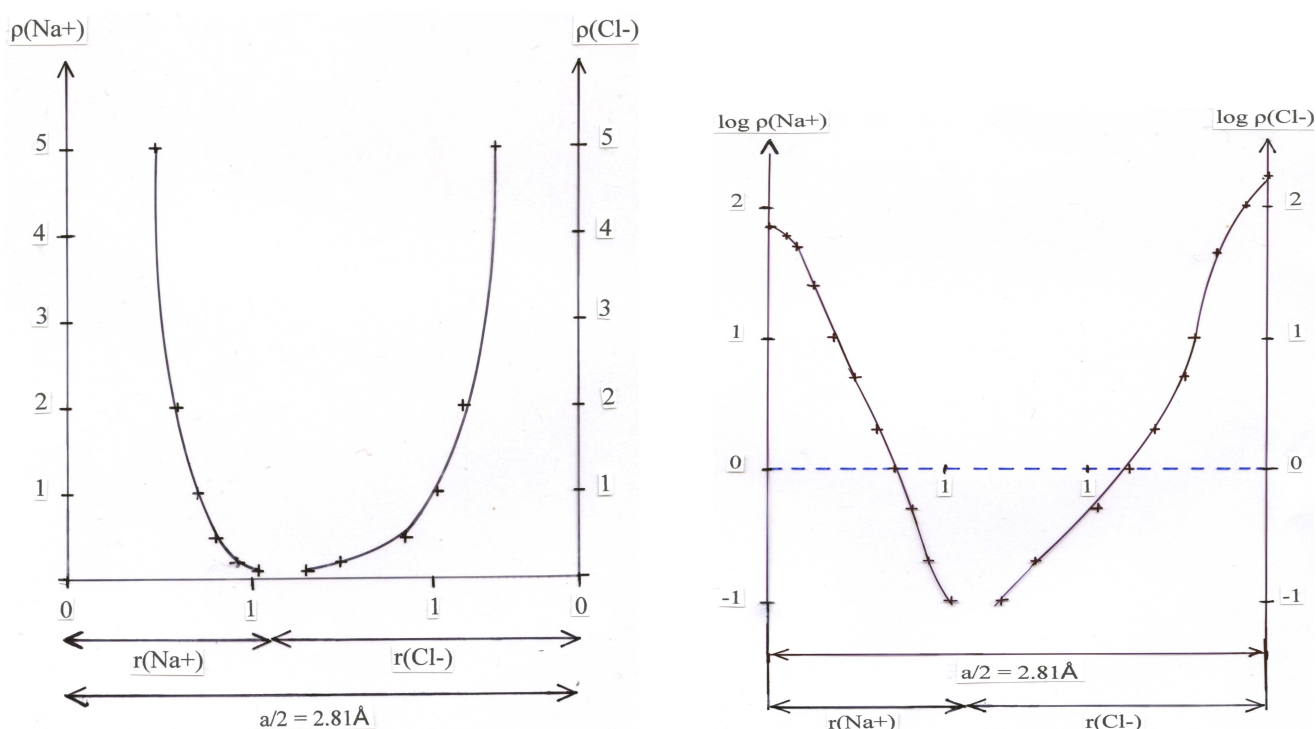 ρ(Na+)
ρ(Cl-)
5
5
4
4
3
3
2
2
1
1
0
1
1
0
r(Na+)
r(Cl-)
a/2 = 2.81Å
log ρ(Na+)
log ρ(Cl-)
2
2
1
1
0
0
1
1
-1
-1
a/2 = 2.81Å
r(Na+)
r(Cl-)